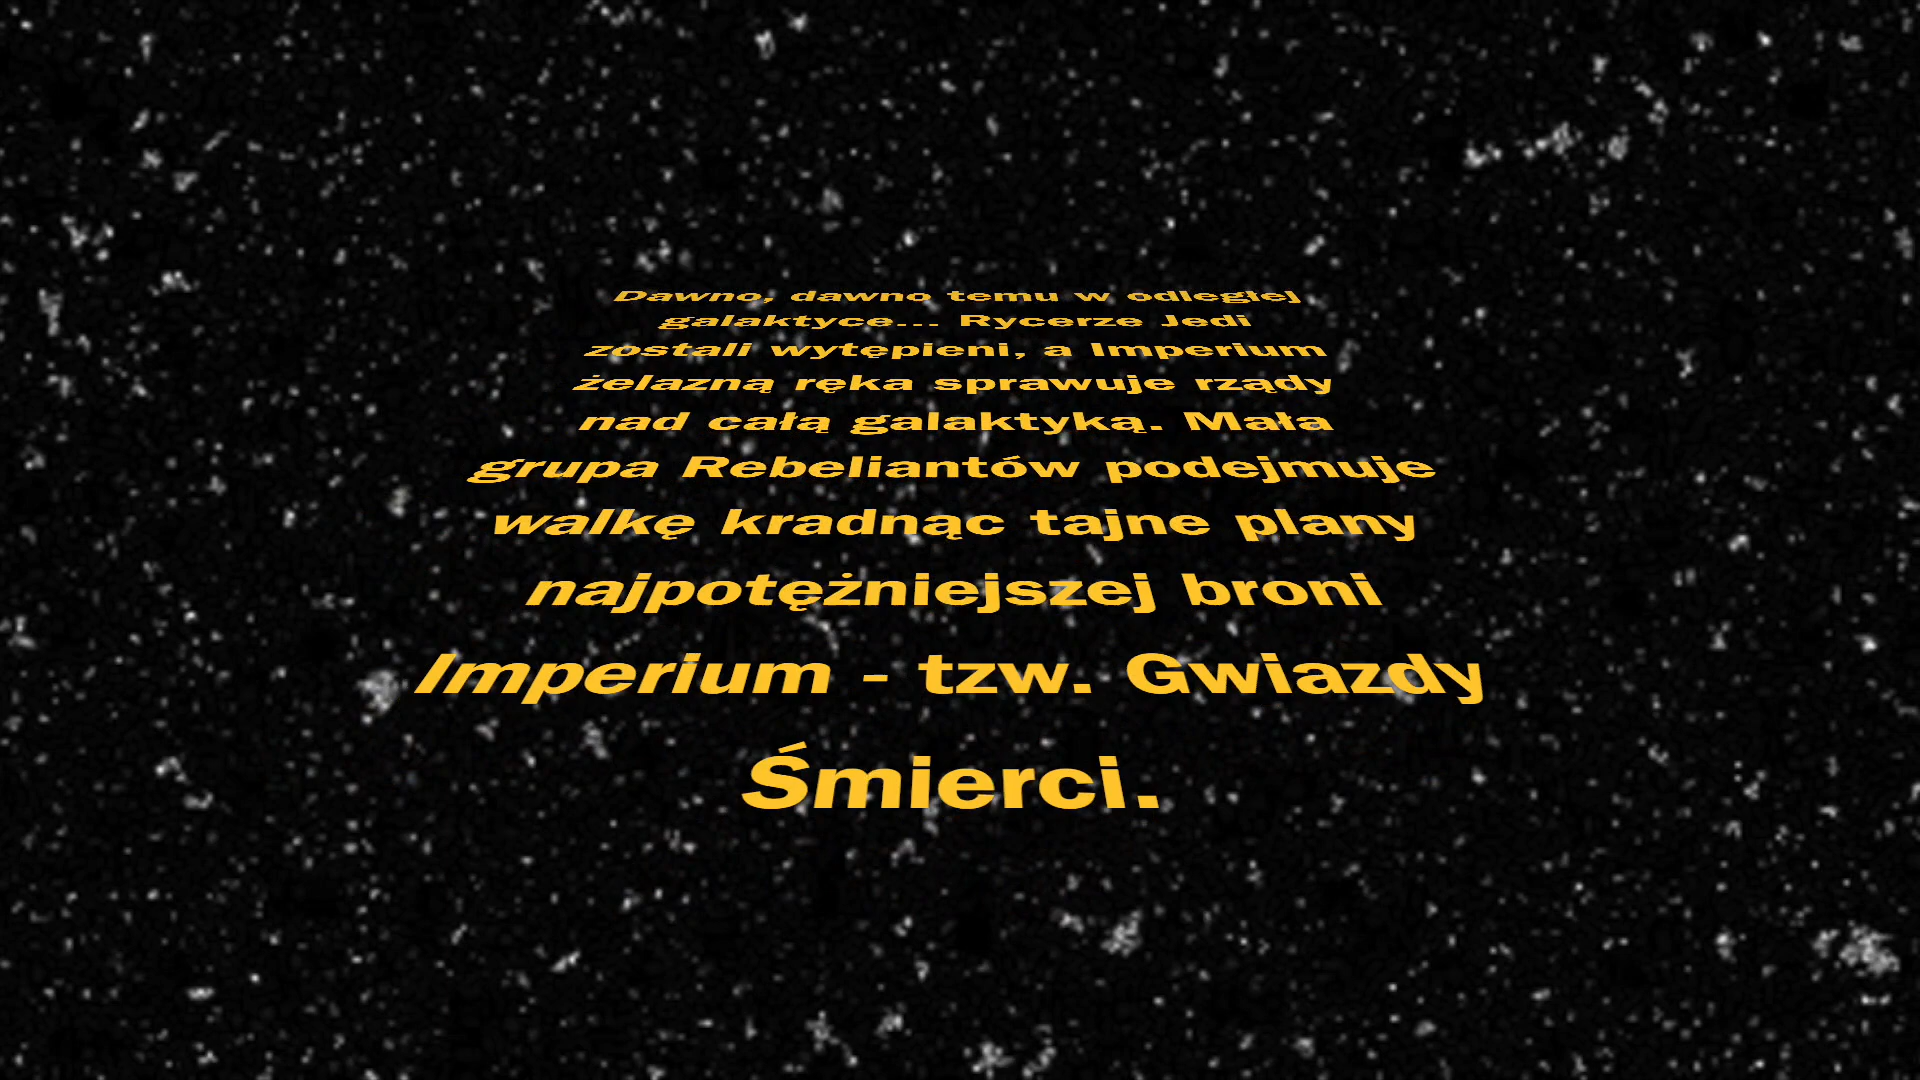 Dawno, dawno temu w odległej
galaktyce... Rycerze Jedi
zostali wytępieni, a Imperium
żelazną ręka sprawuje rządy
nad całą galaktyką. Mała
grupa Rebeliantów podejmuje
walkę kradnąc tajne plany
najpotężniejszej broni
Imperium - tzw. Gwiazdy
Śmierci.